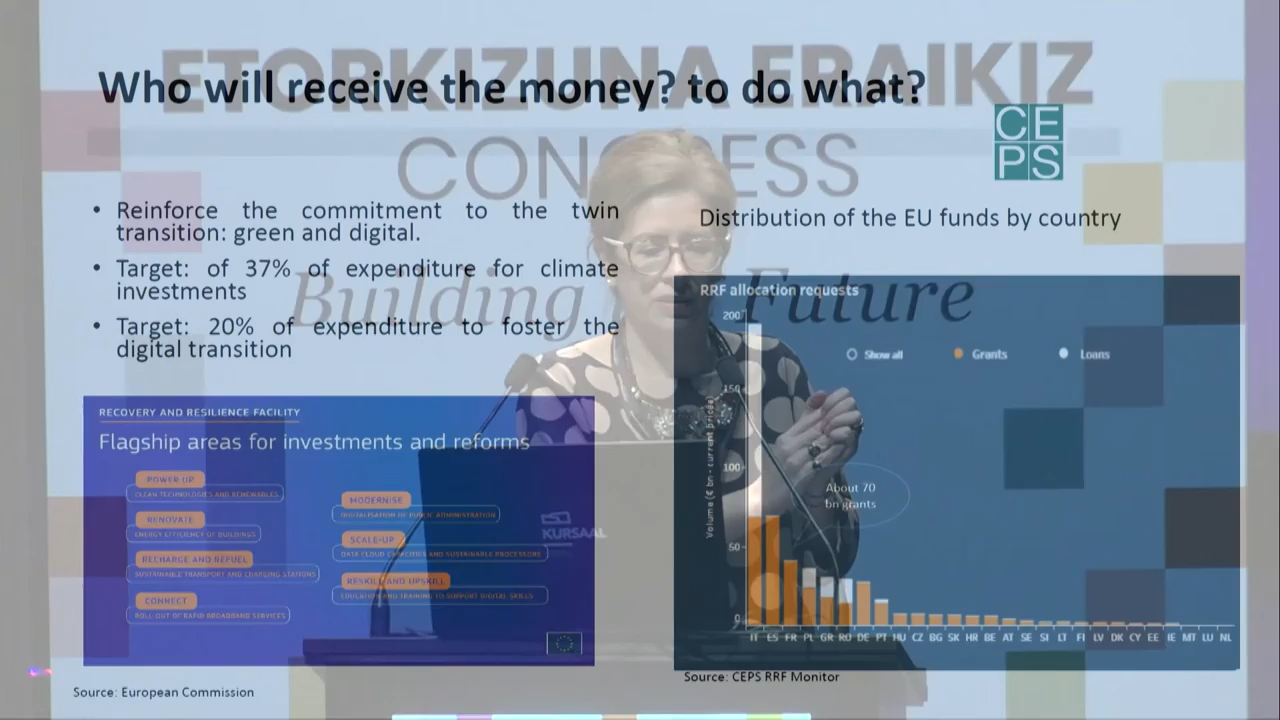 ETORKIZUNA ERAIKIZ
Who will receive the money? to do what?
CONGRESS
CE
PS
Building Future
• Reinforce the commitment to the twin
transition: green and digital.
• Target: of 37% of expenditure for climate
investments
• Target: 20% of expenditure to foster the
digital transition
Distribution of the EU funds by country
RECOVERY AND RESILIENCE FACILITY
Flagship areas for investments and reforms
POWER UP
CLEAN TECHNOLOGIES AND RENEWABLES
RENOVATE
ENERGY EFFICIENCY OF BUILDINGS
RECHARGE AND REFUEL
SUSTAINABLE TRANSPORT AND CHARGING STATIONS
CONNECT
ROLL OUT OF RAPID BROADBAND SERVICES
MODERNISE
DIGITALISATION OF PUBLIC ADMINISTRATION
SCALE-UP
DATA CLOUD CAPACITIES AND SUSTAINABLE PROCESSORS
RESKILL AND UPSKILL
EDUCATION AND TRAINING TO SUPPORT DIGITAL SKILLS
KURSAAL
Source: European Commission
RRF allocation requests
Show all Grants Loans
Volume (€ bn - current prices)
200
150
100
50
0
About 70
bn grants
IT ES FR PL GR RO DE PT HU CZ BG SK HR BE AT SE SI LT FI LV DK CY EE IE MT LU NL
Source: CEPS RRF Monitor